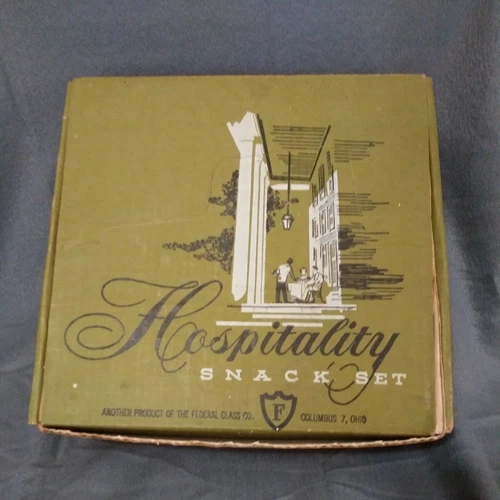 Hospitality
SNACK SET
ANOTHER PRODUCT OF THE FEDERAL GLASS CO. F COLUMBUS 7, OHIO